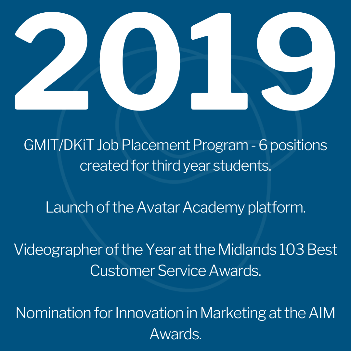 2019
GMIT/DKiT Job Placement Program - 6 positions
created for third year students.
Launch of the Avatar Academy platform.
Videographer of the Year at the Midlands 103 Best
Customer Service Awards.
Nomination for Innovation in Marketing at the AIM
Awards.